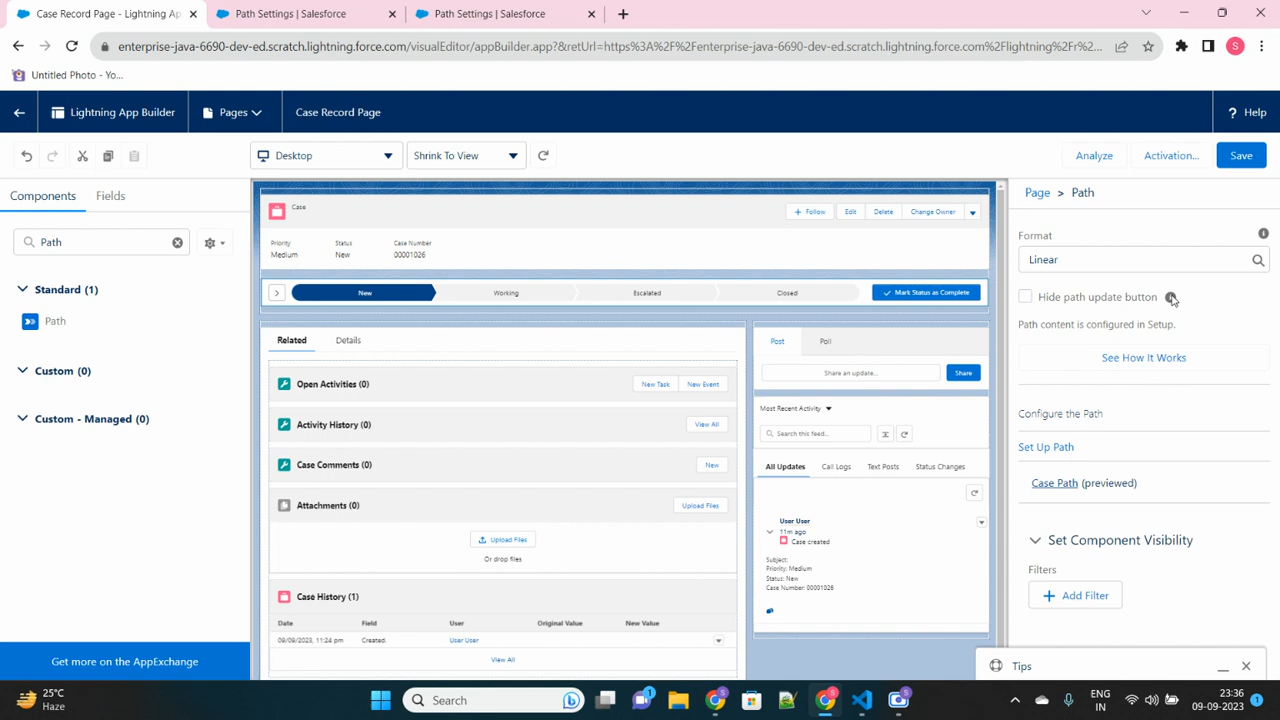 Case Record Page - Lightning Ap
Path Settings | Salesforce
Path Settings | Salesforce
enterprise-java-6690-dev-ed.scratch.lightning.force.com/visualEditor/appBuilder.app?&retUrl=https%3A%2F%2Fenterprise-java-6690-dev-ed.scratch.lightning.force.com%2Flightning%2Fr%2...
S
Untitled Photo - Yo...
Lightning App Builder
Pages
Case Record Page
? Help
Desktop
Shrink To View
Analyze
Activation...
Save
Components
Fields
Path
Standard (1)
Path
Custom (0)
Custom - Managed (0)
Get more on the AppExchange
Case
+ Follow
Edit
Delete
Change Owner
Priority
Status
Case Number
Medium
New
00001026
New
Working
Escalated
Closed
Mark Status as Complete
Related
Details
Open Activities (0)
New Task
New Event
Activity History (0)
View All
Case Comments (0)
New
Attachments (0)
Upload Files
Upload Files
Or drop files
Case History (1)
Date
Field
User
Original Value
New Value
09/09/2023, 11:24 pm
Created.
User User
View All
Post
Poll
Share an update...
Share
Most Recent Activity
Search this feed...
All Updates
Call Logs
Text Posts
Status Changes
User User
11m ago
Case created
Subject:
Priority: Medium
Status: New
Case Number: 00001026
Page > Path
Format
Linear
Hide path update button
Path content is configured in Setup.
See How It Works
Configure the Path
Set Up Path
Case Path (previewed)
Set Component Visibility
Filters
+ Add Filter
Tips
25°C
Haze
Search
1
ENG
IN
23:36
09-09-2023
1